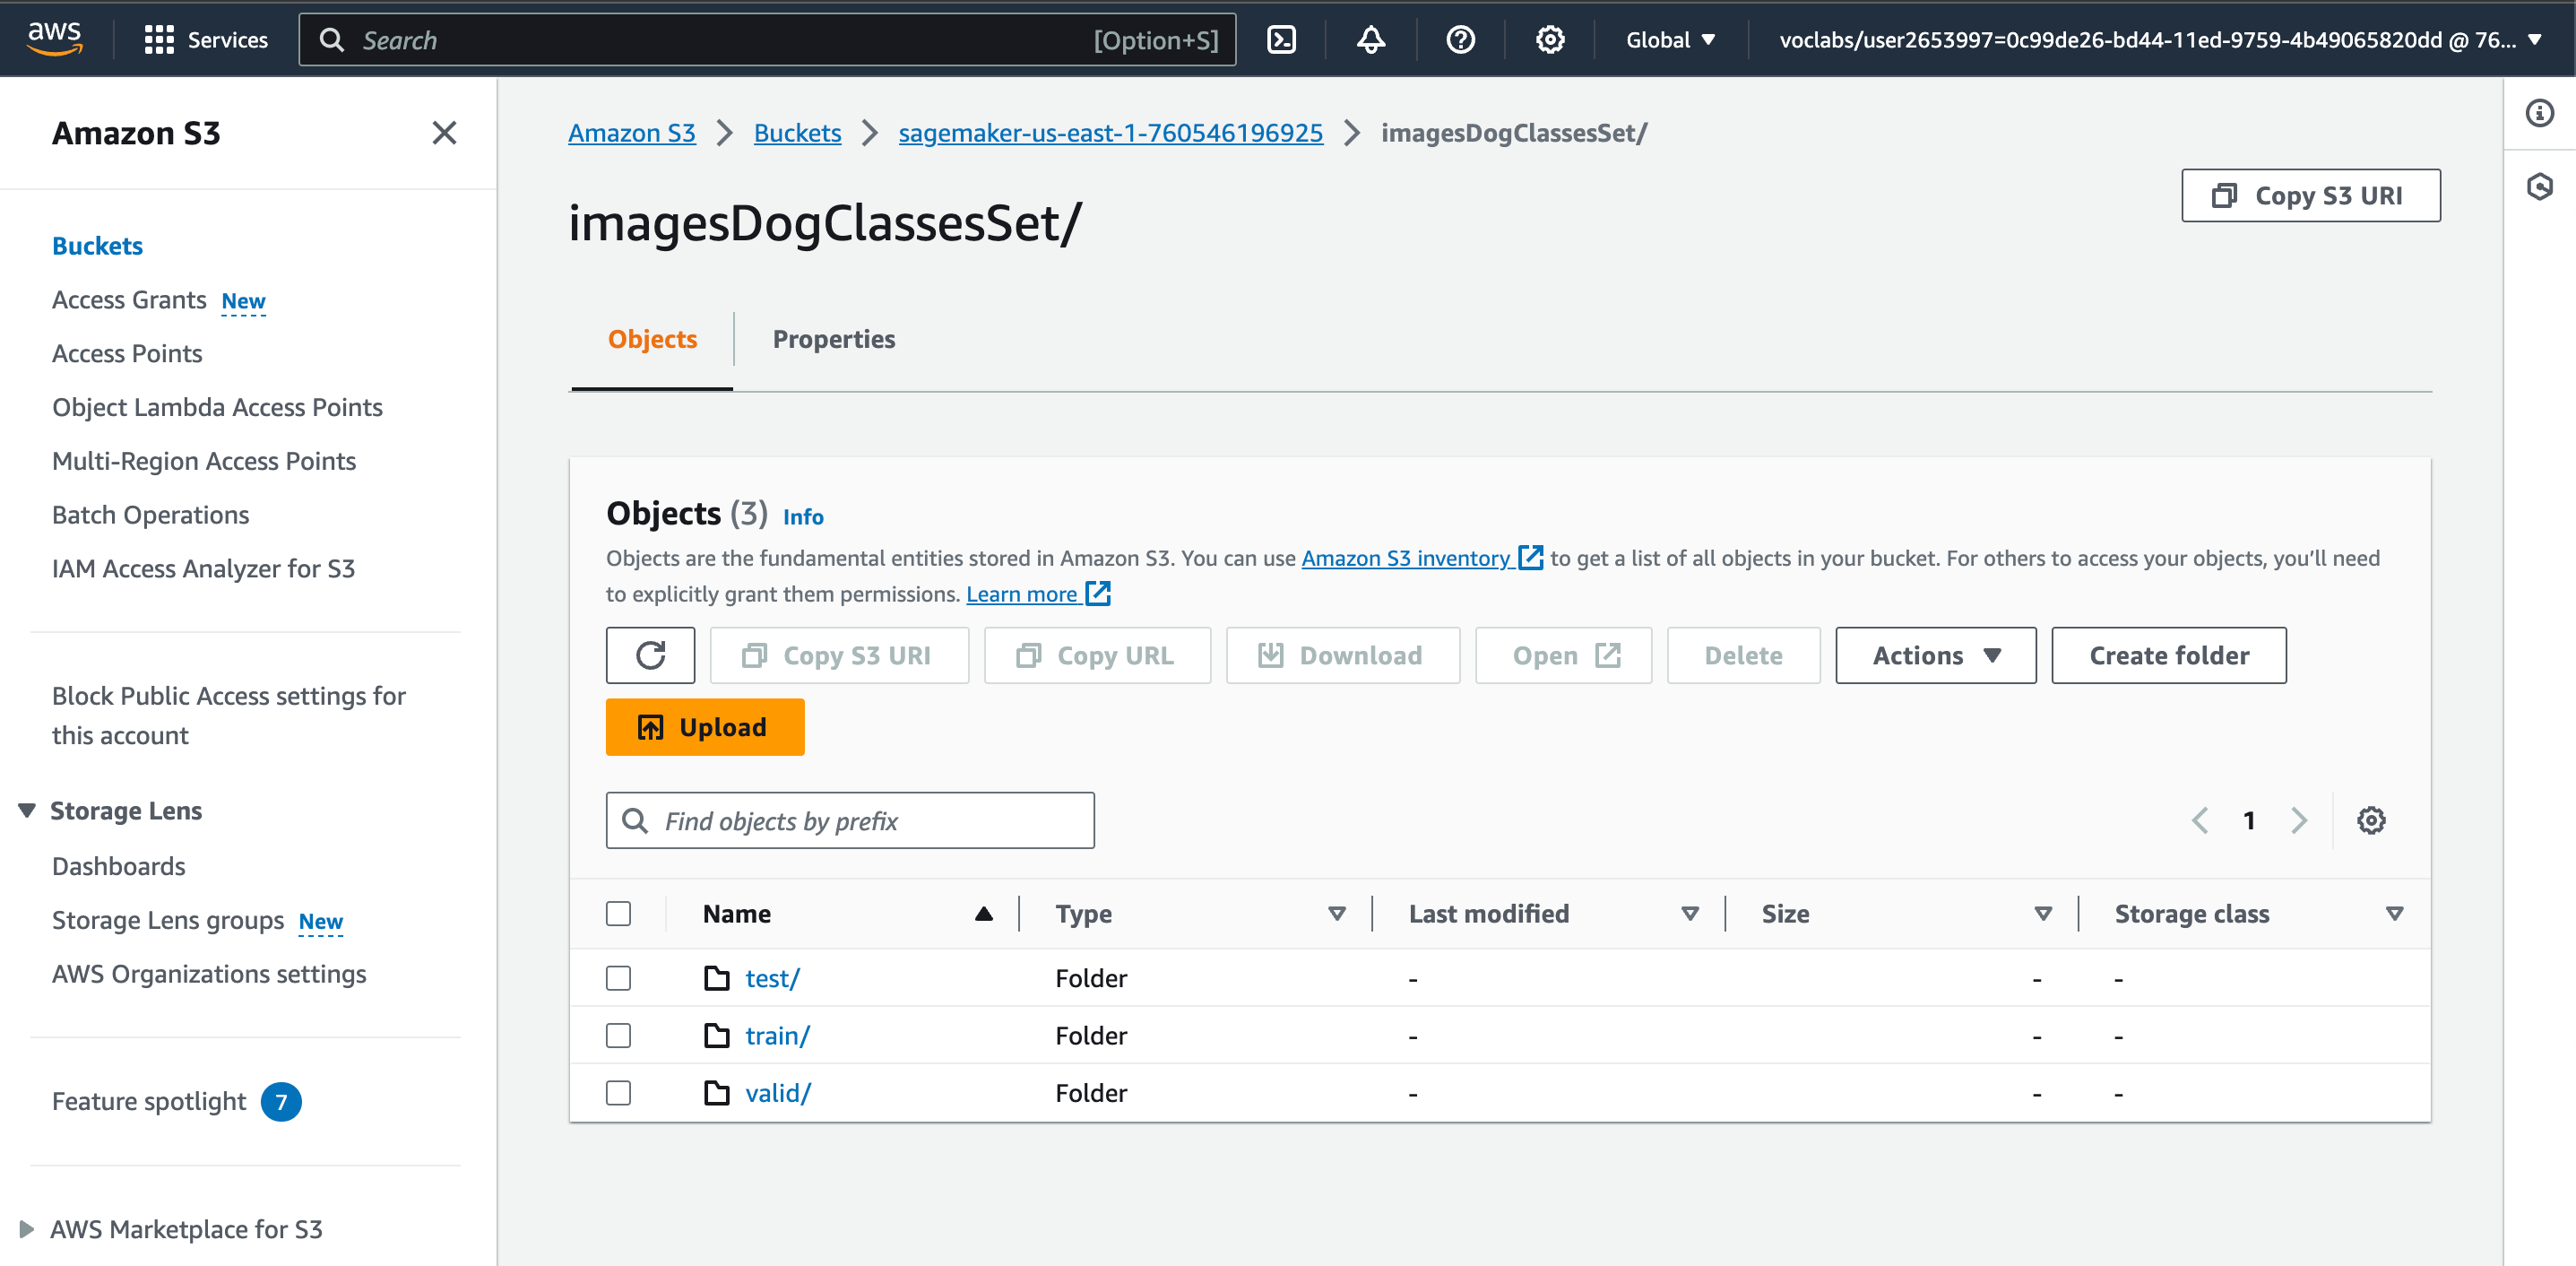 aws
Services
Search
[Option+S]
Global
voclabs/user2653997=0c99de26-bd44-11ed-9759-4b49065820dd @ 76...
Amazon S3
Buckets
Access Grants New
Access Points
Object Lambda Access Points
Multi-Region Access Points
Batch Operations
IAM Access Analyzer for S3
Block Public Access settings for
this account
Storage Lens
Dashboards
Storage Lens groups New
AWS Organizations settings
Feature spotlight 7
AWS Marketplace for S3
Amazon S3 > Buckets > sagemaker-us-east-1-760546196925 > imagesDogClassesSet/
imagesDogClassesSet/
Copy S3 URI
Objects
Properties
Objects (3) Info
Objects are the fundamental entities stored in Amazon S3. You can use Amazon S3 inventory to get a list of all objects in your bucket. For others to access your objects, you’ll need
to explicitly grant them permissions. Learn more
Copy S3 URI
Copy URL
Download
Open
Delete
Actions
Create folder
Upload
Find objects by prefix
1
Name Type Last modified Size Storage class
test/ Folder - - -
train/ Folder - - -
valid/ Folder - - -